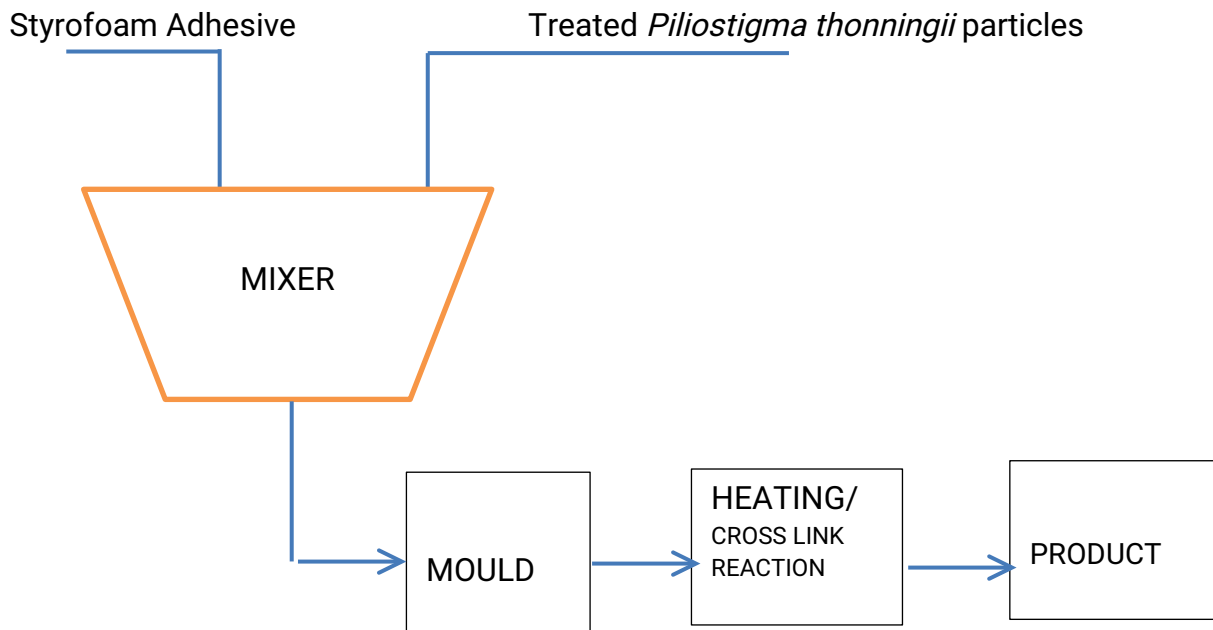 Styrofoam Adhesive
Treated Piliostigma thonningii particles
MIXER
MOULD
HEATING/
CROSS LINK
REACTION
PRODUCT